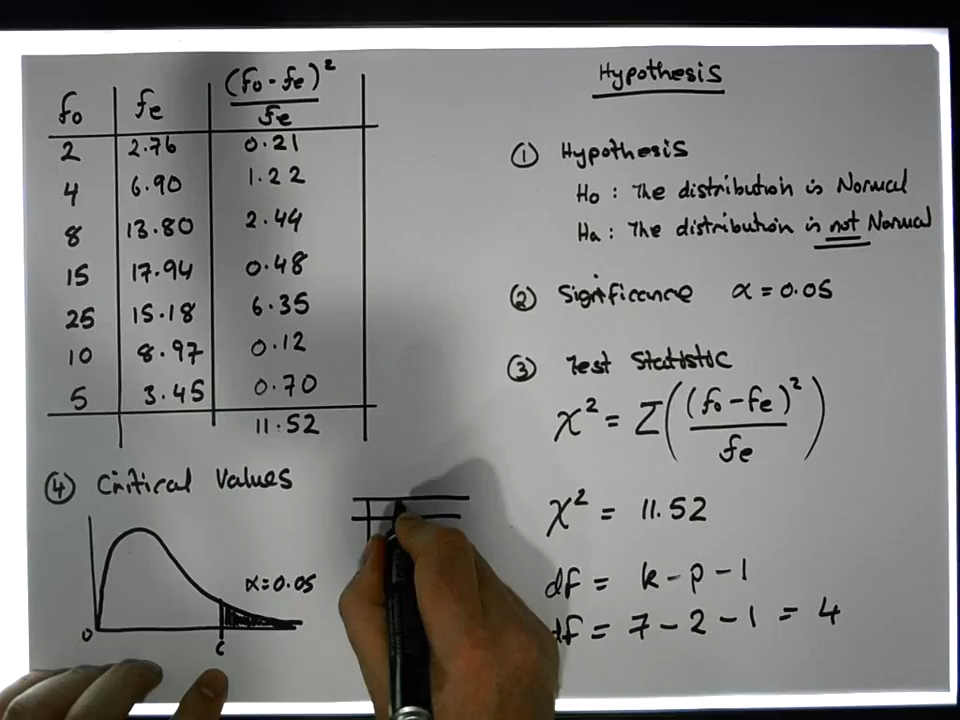 fo fe (fo - fe)²
fe
2 2.76 0.21
4 6.90 1.22
8 13.80 2.44
15 17.94 0.48
25 15.18 6.35
10 8.97 0.12
5 3.45 0.70
11.52
④ Critical Values
α = 0.05
0 c
Hypothesis
① Hypothesis
Ho : The distribution is Normal
Ha : The distribution is not Normal
② Significance α = 0.05
③ Test Statistic
χ² = Σ((fo - fe)²
fe)
χ² = 11.52
df = k - p - 1
df = 7 - 2 - 1 = 4